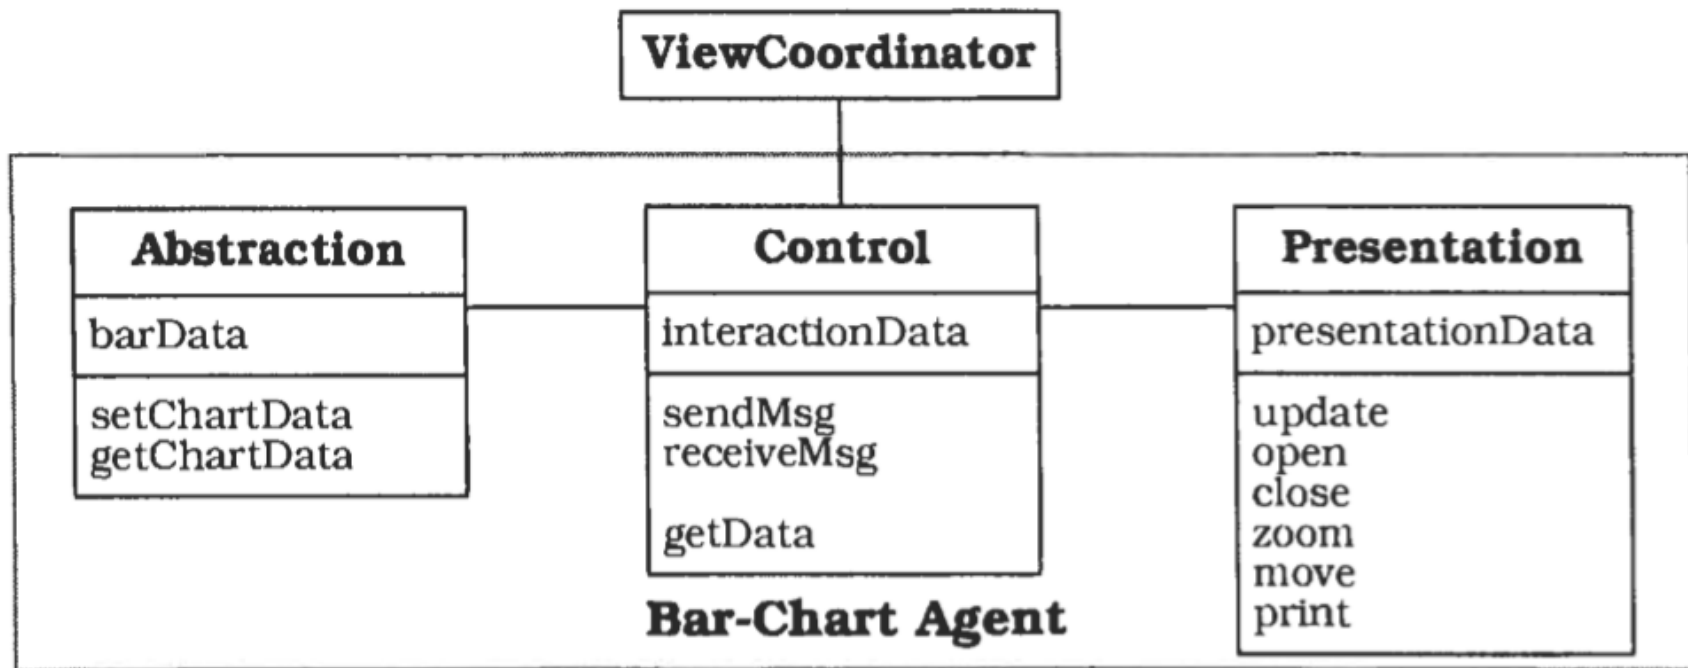 ViewCoordinator
Abstraction
barData
setChartData
getChartData
Control
interactionData
sendMsg
receiveMsg
getData
Presentation
presentationData
update
open
close
zoom
move
print
Bar-Chart Agent